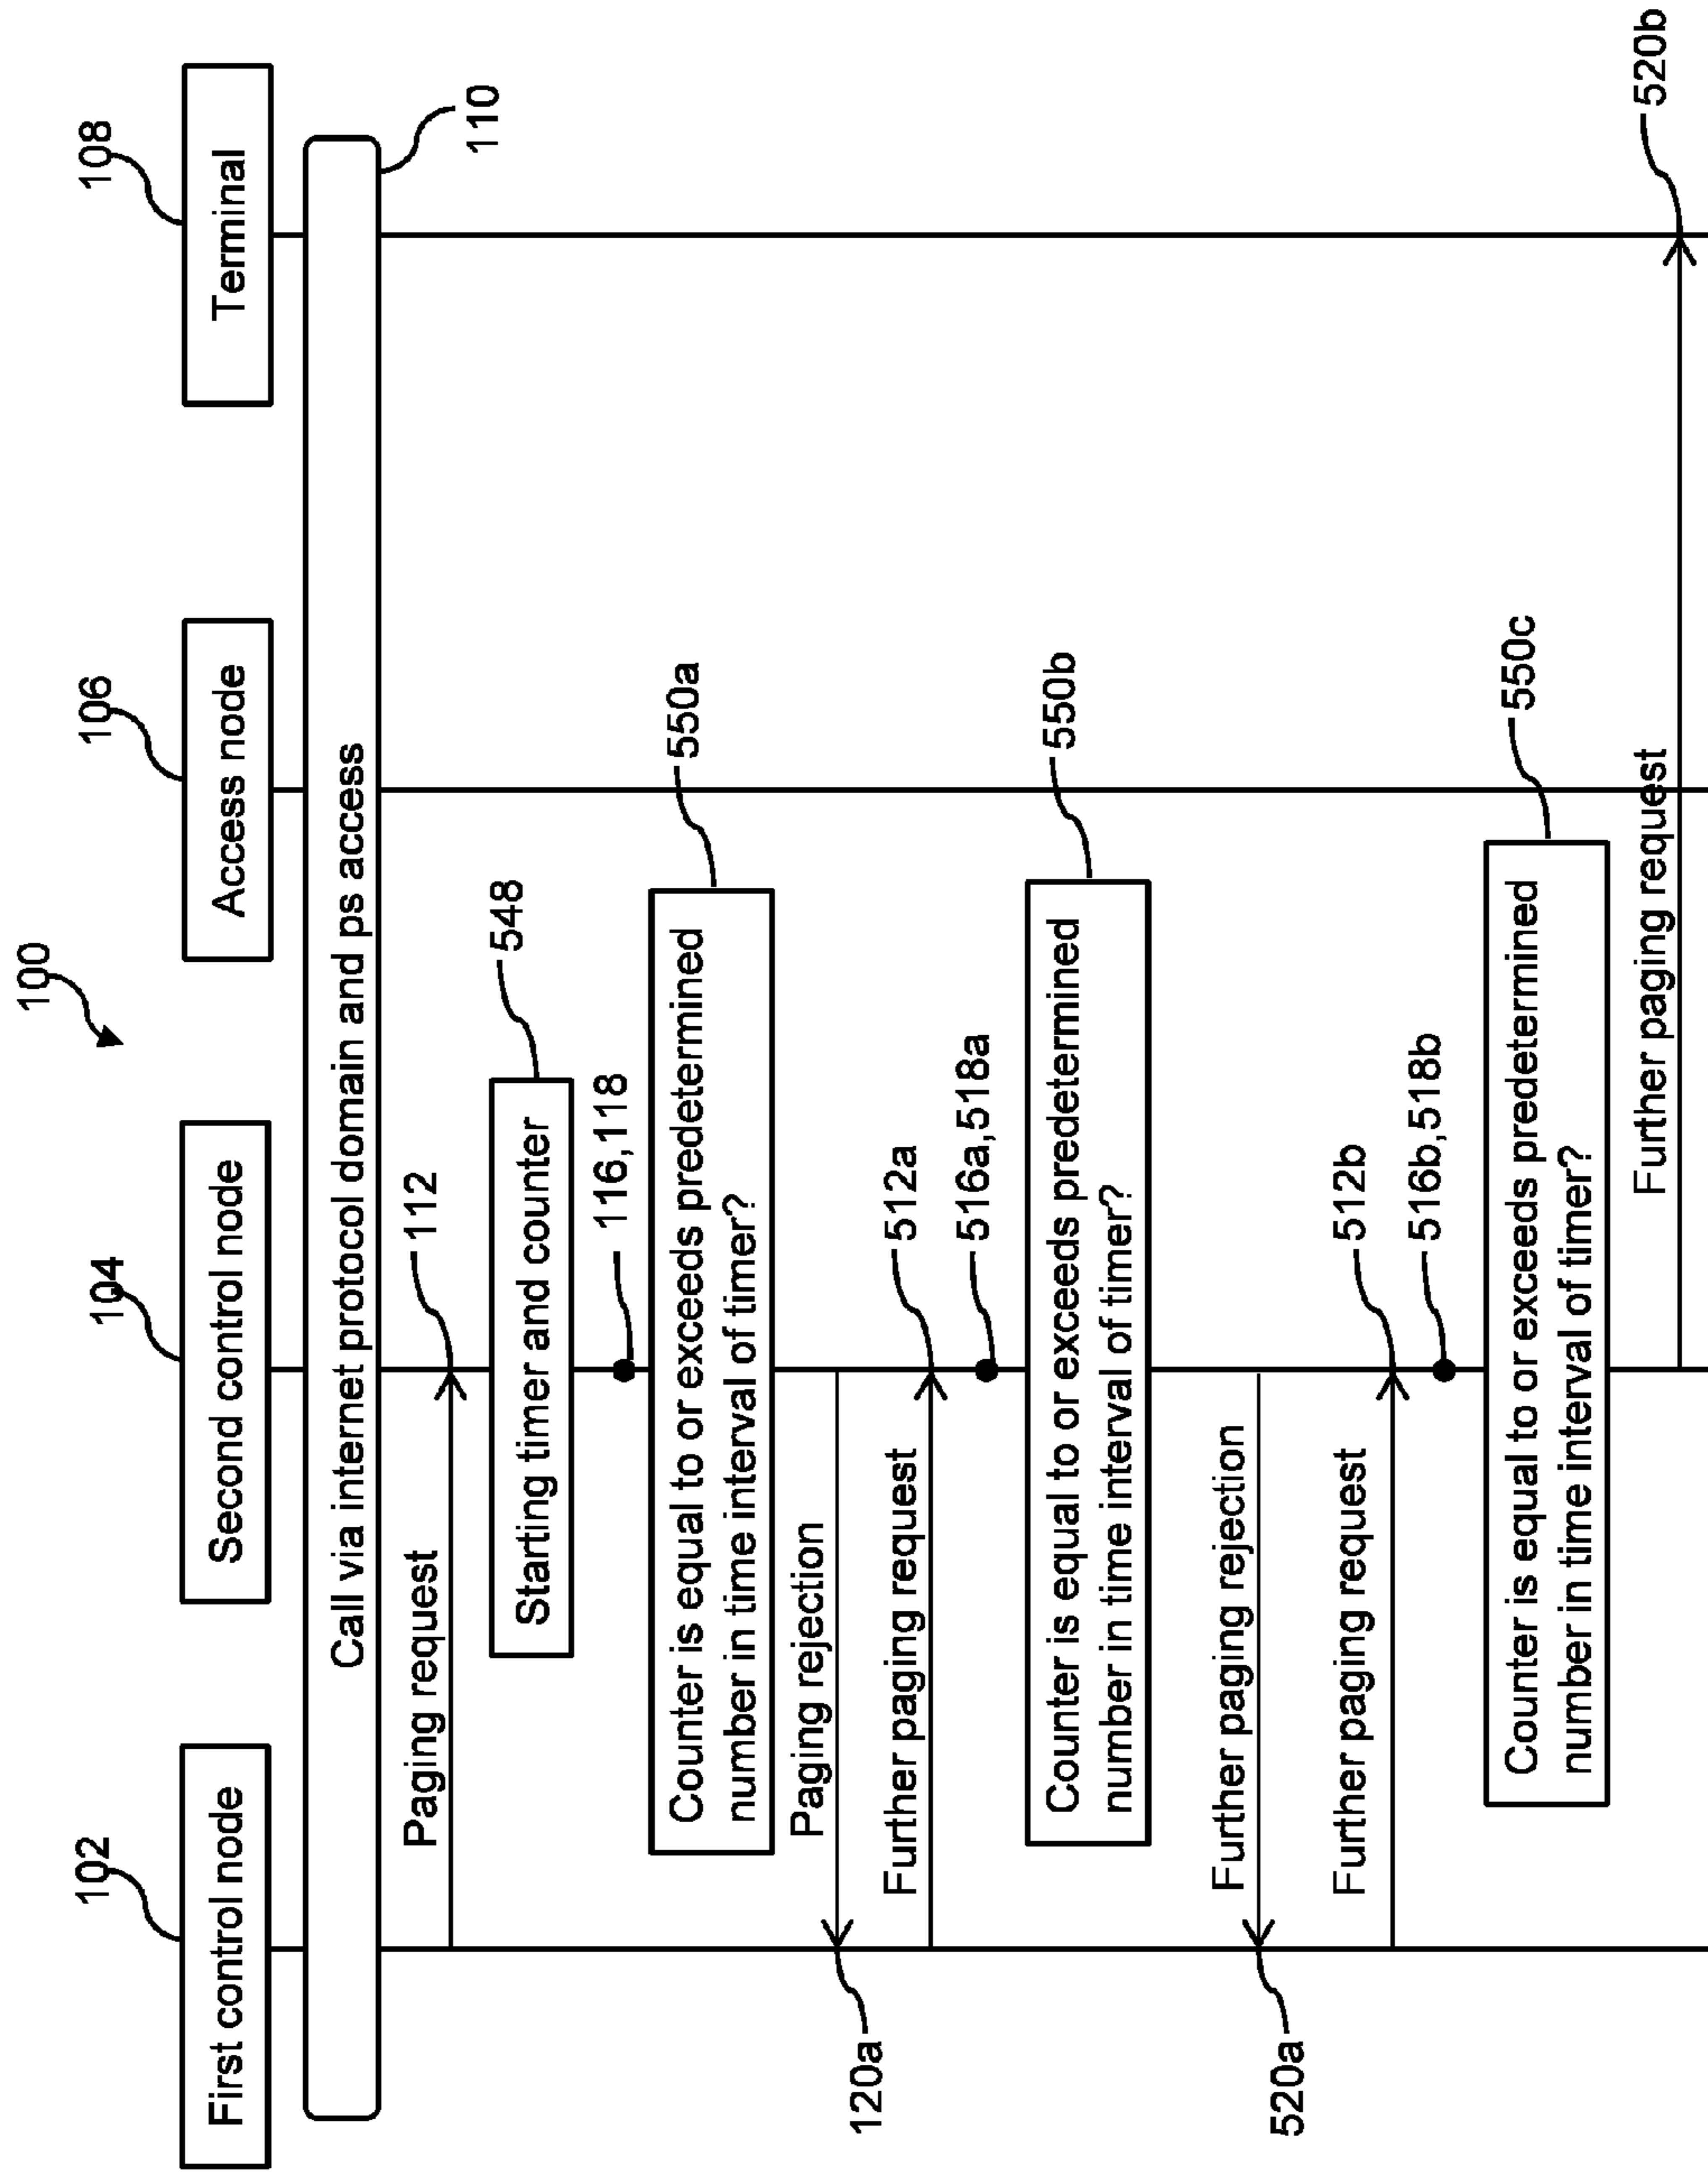 100
102
104
106
108
First control node
Second control node
Access node
Terminal
Call via internet protocol domain and ps access
110
Paging request
112
Starting timer and counter
548
116,118
Counter is equal to or exceeds predetermined
number in time interval of timer?
550a
Paging rejection
120a
Further paging request
512a
516a,518a
Counter is equal to or exceeds predetermined
number in time interval of timer?
550b
Further paging rejection
520a
Further paging request
512b
516b,518b
Counter is equal to or exceeds predetermined
number in time interval of timer?
550c
Further paging request
520b